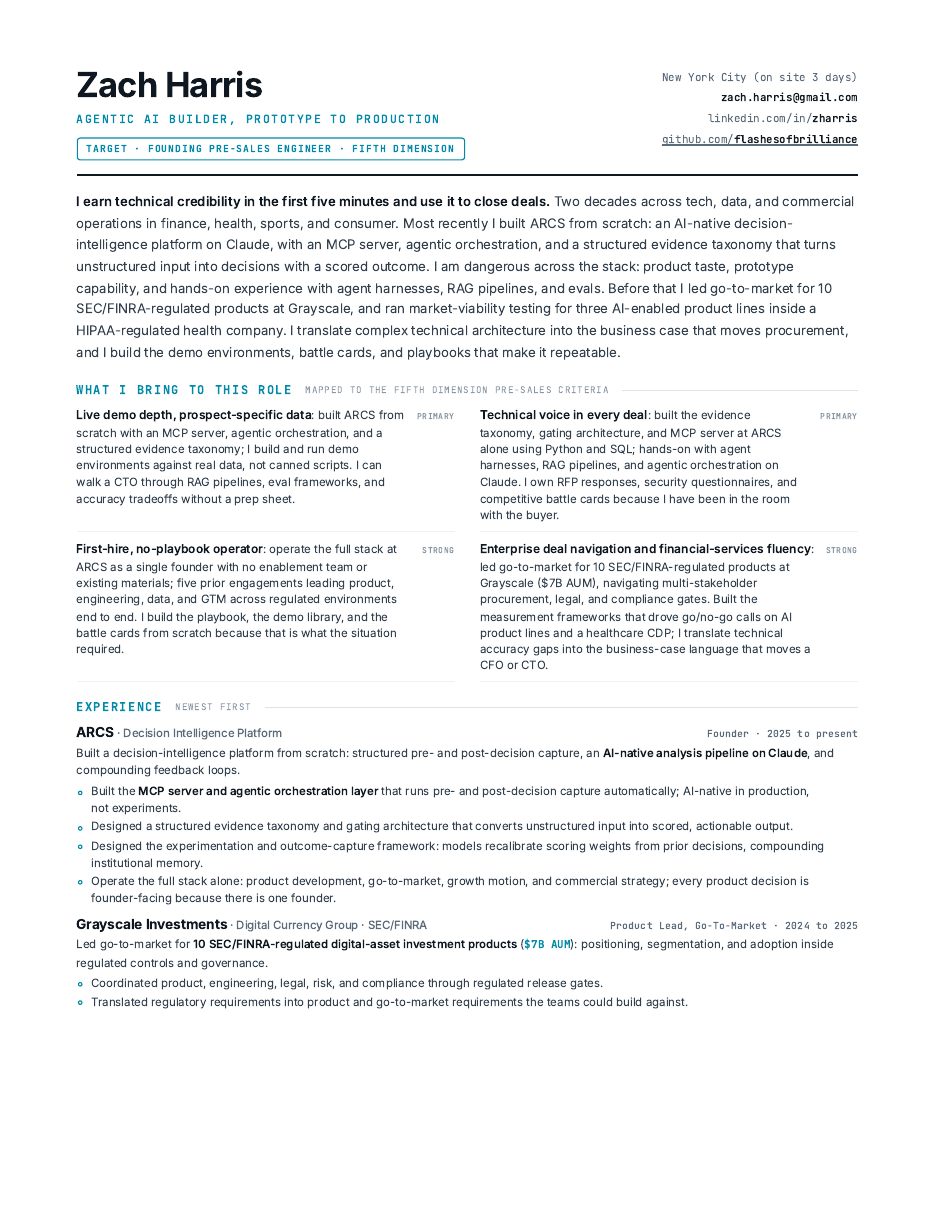 Zach Harris
AGENTIC AI BUILDER, PROTOTYPE TO PRODUCTION
TARGET · FOUNDING PRE-SALES ENGINEER · FIFTH DIMENSION
New York City (on site 3 days)
zach.harris@gmail.com
linkedin.com/in/zharris
github.com/flashesofbrilliance
I earn technical credibility in the first five minutes and use it to close deals. Two decades across tech, data, and commercial
operations in finance, health, sports, and consumer. Most recently I built ARCS from scratch: an AI-native decision-
intelligence platform on Claude, with an MCP server, agentic orchestration, and a structured evidence taxonomy that turns
unstructured input into decisions with a scored outcome. I am dangerous across the stack: product taste, prototype
capability, and hands-on experience with agent harnesses, RAG pipelines, and evals. Before that I led go-to-market for 10
SEC/FINRA-regulated products at Grayscale, and ran market-viability testing for three AI-enabled product lines inside a
HIPAA-regulated health company. I translate complex technical architecture into the business case that moves procurement,
and I build the demo environments, battle cards, and playbooks that make it repeatable.
WHAT I BRING TO THIS ROLE MAPPED TO THE FIFTH DIMENSION PRE-SALES CRITERIA
Live demo depth, prospect-specific data: built ARCS from PRIMARY
scratch with an MCP server, agentic orchestration, and a
structured evidence taxonomy; I build and run demo
environments against real data, not canned scripts. I can
walk a CTO through RAG pipelines, eval frameworks, and
accuracy tradeoffs without a prep sheet.
Technical voice in every deal: built the evidence PRIMARY
taxonomy, gating architecture, and MCP server at ARCS
alone using Python and SQL; hands-on with agent
harnesses, RAG pipelines, and agentic orchestration on
Claude. I own RFP responses, security questionnaires, and
competitive battle cards because I have been in the room
with the buyer.
First-hire, no-playbook operator: operate the full stack at STRONG
ARCS as a single founder with no enablement team or
existing materials; five prior engagements leading product,
engineering, data, and GTM across regulated environments
end to end. I build the playbook, the demo library, and the
battle cards from scratch because that is what the situation
required.
Enterprise deal navigation and financial-services fluency: STRONG
led go-to-market for 10 SEC/FINRA-regulated products at
Grayscale ($7B AUM), navigating multi-stakeholder
procurement, legal, and compliance gates. Built the
measurement frameworks that drove go/no-go calls on AI
product lines and a healthcare CDP; I translate technical
accuracy gaps into the business-case language that moves a
CFO or CTO.
EXPERIENCE NEWEST FIRST
ARCS · Decision Intelligence Platform Founder · 2025 to present
Built a decision-intelligence platform from scratch: structured pre- and post-decision capture, an AI-native analysis pipeline on Claude, and
compounding feedback loops.
Built the MCP server and agentic orchestration layer that runs pre- and post-decision capture automatically; AI-native in production,
not experiments.
Designed a structured evidence taxonomy and gating architecture that converts unstructured input into scored, actionable output.
Designed the experimentation and outcome-capture framework: models recalibrate scoring weights from prior decisions, compounding
institutional memory.
Operate the full stack alone: product development, go-to-market, growth motion, and commercial strategy; every product decision is
founder-facing because there is one founder.
Grayscale Investments · Digital Currency Group · SEC/FINRA Product Lead, Go-To-Market · 2024 to 2025
Led go-to-market for 10 SEC/FINRA-regulated digital-asset investment products ($7B AUM): positioning, segmentation, and adoption inside
regulated controls and governance.
Coordinated product, engineering, legal, risk, and compliance through regulated release gates.
Translated regulatory requirements into product and go-to-market requirements the teams could build against.